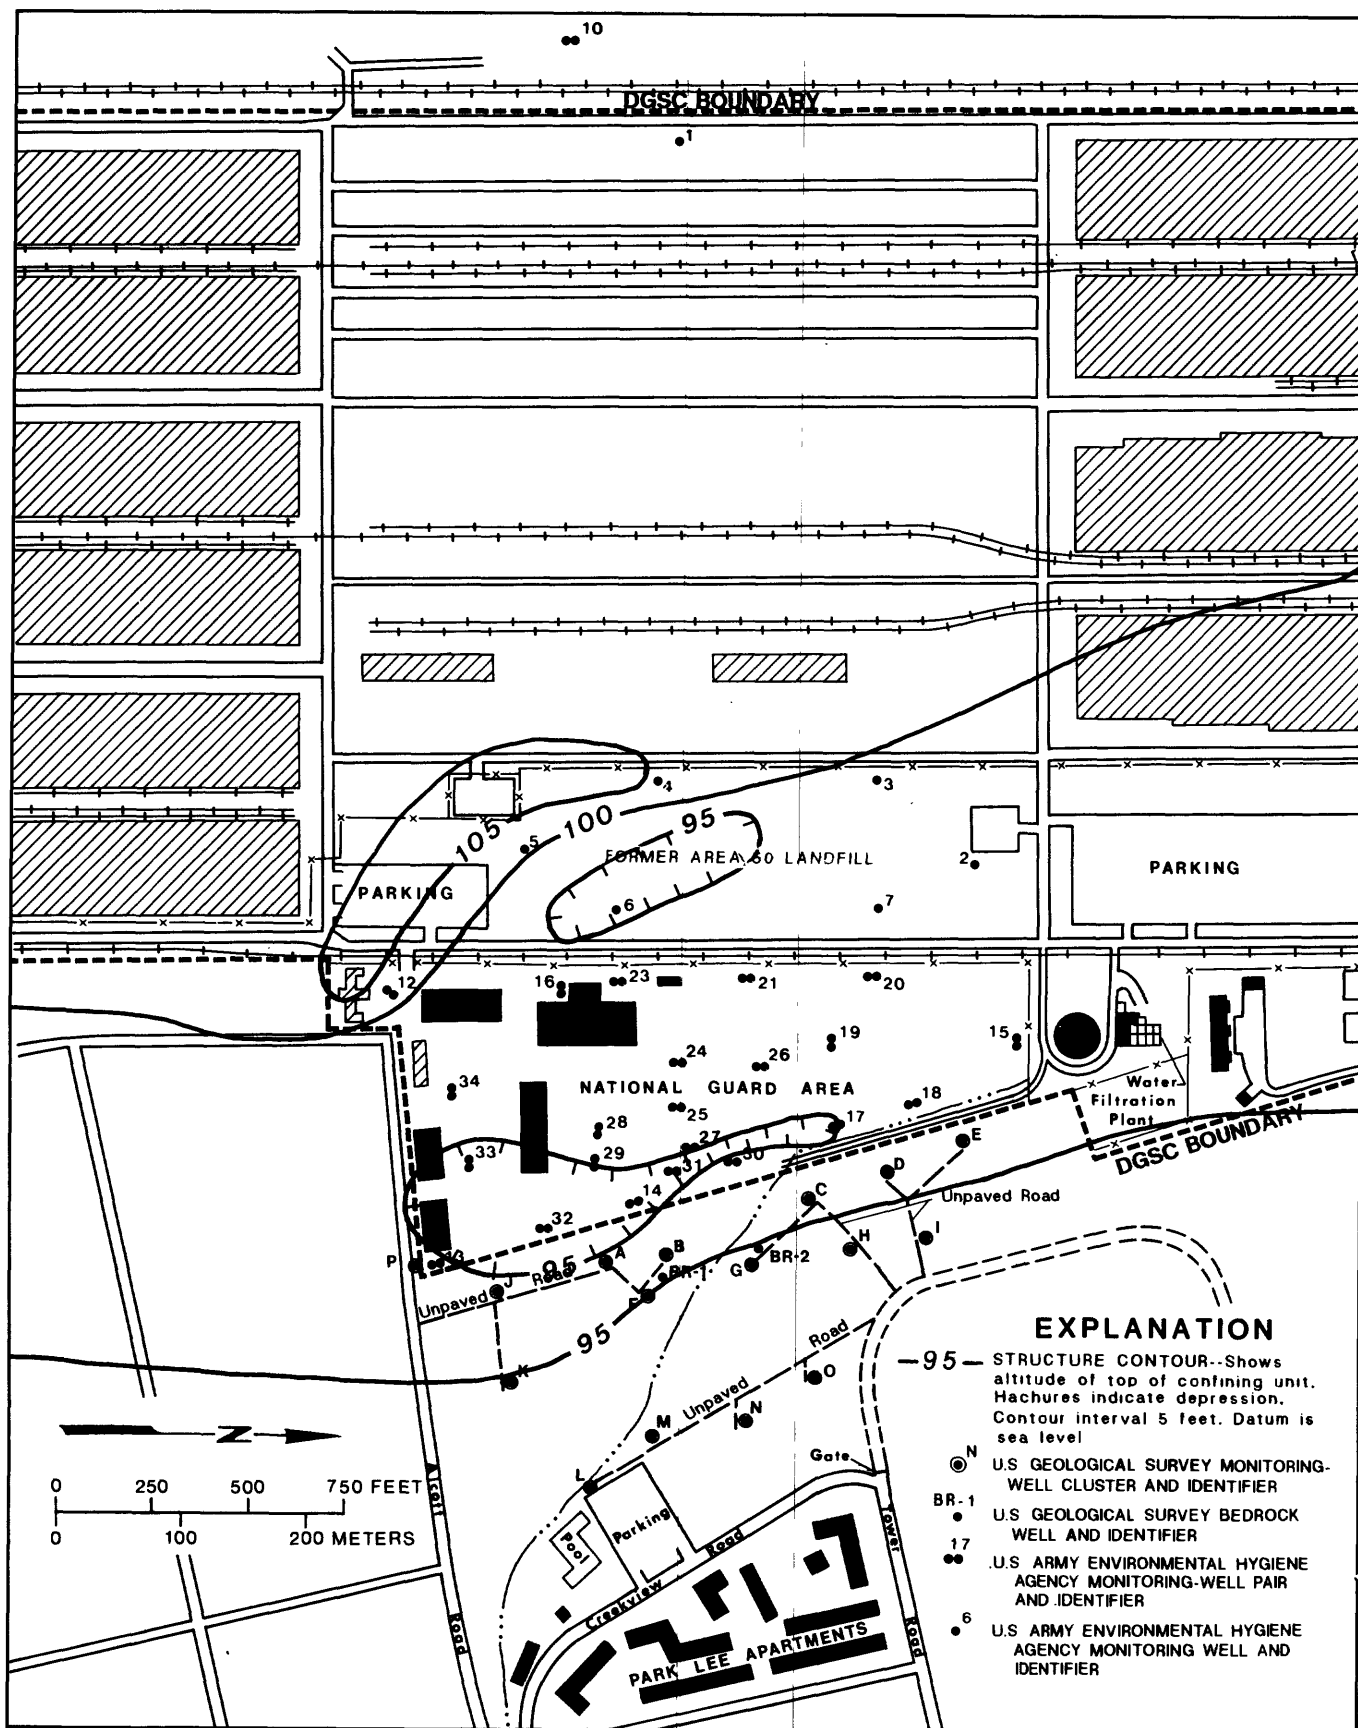 10
DGSC BOUNDARY
1
4
3
105
100
95
5
FORMER AREA 50 LANDFILL
2
PARKING
PARKING
6
7
12
16
23
21
20
19
15
24
26
34
NATIONAL GUARD AREA
Water
Filtration
Plant
25
18
28
17
27
E
DGSC BOUNDARY
33
29
31
30
D
14
C
Unpaved Road
32
I
H
P
13
A
B
BR-2
G
95
BR-1
J
Unpaved Road
F
95
Road
EXPLANATION
K
O
-95- STRUCTURE CONTOUR--Shows
altitude of top of confining unit.
Hachures indicate depression.
Contour interval 5 feet. Datum is
sea level
Unpaved
N
M
N
Gate
N
U.S GEOLOGICAL SURVEY MONITORING-
WELL CLUSTER AND IDENTIFIER
L
0 250 500 750 FEET
Alcott
BR-1
U.S GEOLOGICAL SURVEY BEDROCK
WELL AND IDENTIFIER
0 100 200 METERS
Parking
Pool
Road
Tower
17
U.S ARMY ENVIRONMENTAL HYGIENE
AGENCY MONITORING-WELL PAIR
AND IDENTIFIER
Creekview
6
U.S ARMY ENVIRONMENTAL HYGIENE
AGENCY MONITORING WELL AND
IDENTIFIER
Road
Road
PARK LEE APARTMENTS